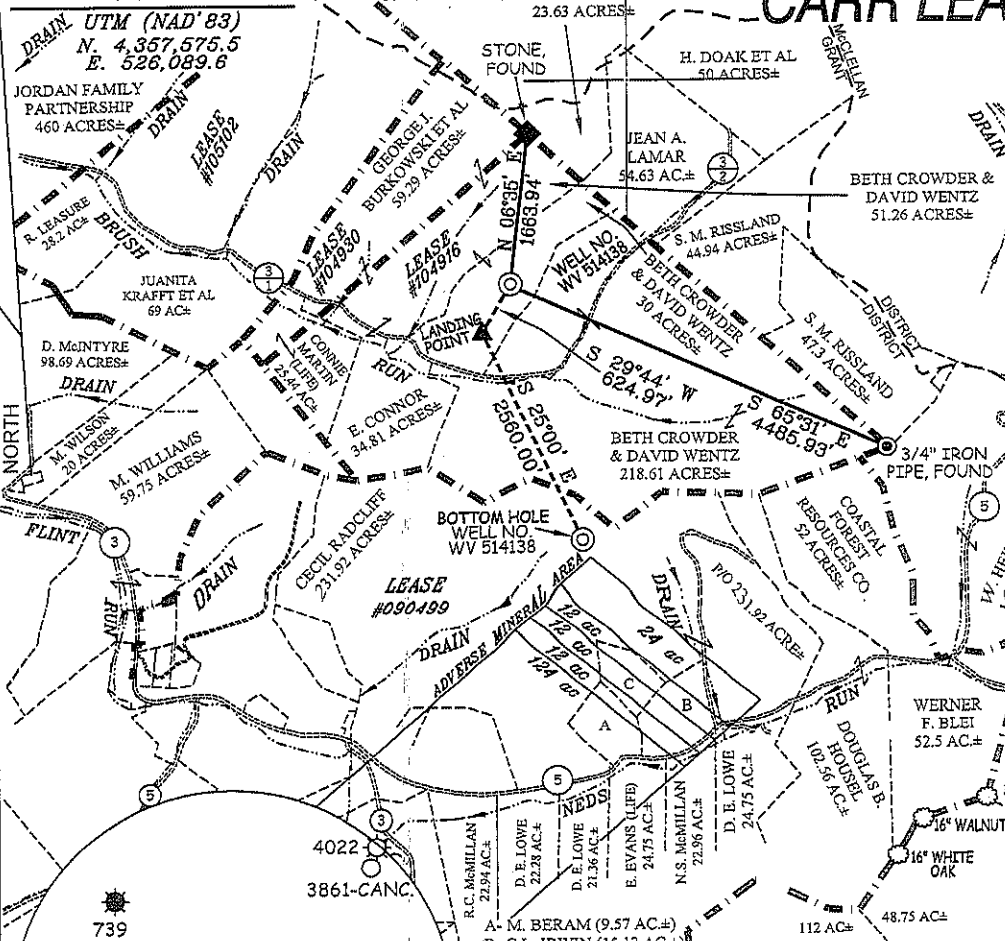 UTM (NAD'83)
N. 4,357,575.5
E. 526,089.6
DRAIN
23.63 ACRES±
CARR LEA
STONE,
FOUND
H. DOAK ET AL
50 ACRES±
McCLELLAN
GRANT
JORDAN FAMILY
PARTNERSHIP
460 ACRES±
DRAIN
LEASE
#105102
DRAIN
GEORGE J.
BURKOWSKI ET AL
59.29 ACRES±
JEAN A.
LAMAR
54.63 AC.±
3
2
DRAIN
BETH CROWDER &
DAVID WENTZ
51.26 ACRES±
N 06°35' E
1663.94'
R. LEASURE
28.2 AC±
BRUSH
LEASE
#104930
LEASE
#104916
WELL NO.
WV 514138
S. M. RISSLAND
44.94 ACRES±
3
1
JUANITA
KRAFFT ET AL
69 AC±
BETH CROWDER
& DAVID WENTZ
30 ACRES±
DISTRICT
DISTRICT
S. M. RISSLAND
47.3 ACRES±
LANDING
POINT
D. McINTYRE
98.69 ACRES±
DRAIN
CONNIE
MARTIN
(LIFE)
25.44 AC±
RUN
S 29°44' W
624.97'
S 65°31' E
4485.93'
S 25°00' E
2560.00'
NORTH
M. WILSON
20 ACRES±
M. WILLIAMS
59.75 ACRES±
E. CONNOR
34.81 ACRES±
BETH CROWDER
& DAVID WENTZ
218.61 ACRES±
3/4" IRON
PIPE, FOUND
5
FLINT
3
RUN
DRAIN
CECIL RADCLIFF
231.92 ACRES±
BOTTOM HOLE
WELL NO.
WV 514138
COASTAL
FOREST
RESOURCES CO.
52 ACRES±
W. HE
LEASE
#090499
DRAIN
ADVERSE MINERAL AREA
DRAIN
P/O 231.92 ACRE±
12 ac
12 ac
12 ac
124 ac
24 ac
C
B
A
RUN
WERNER
F. BLEI
52.5 AC.±
DOUGLAS B.
HOUSEL
102.56 AC.±
5
5
NEDS
3
4022
3861-CANC.
739
R.C. McMILLAN
22.94 AC.±
D. E. LOWE
22.28 AC.±
D. E. LOWE
21.36 AC.±
E. EVANS (LIFE)
24.75 AC.±
N.S. McMILLAN
22.96 AC.±
D. E. LOWE
24.75 AC.±
16" WALNUT
16" WHITE
OAK
48.75 AC±
112 AC±
A- M. BERAM (9.57 AC.±)